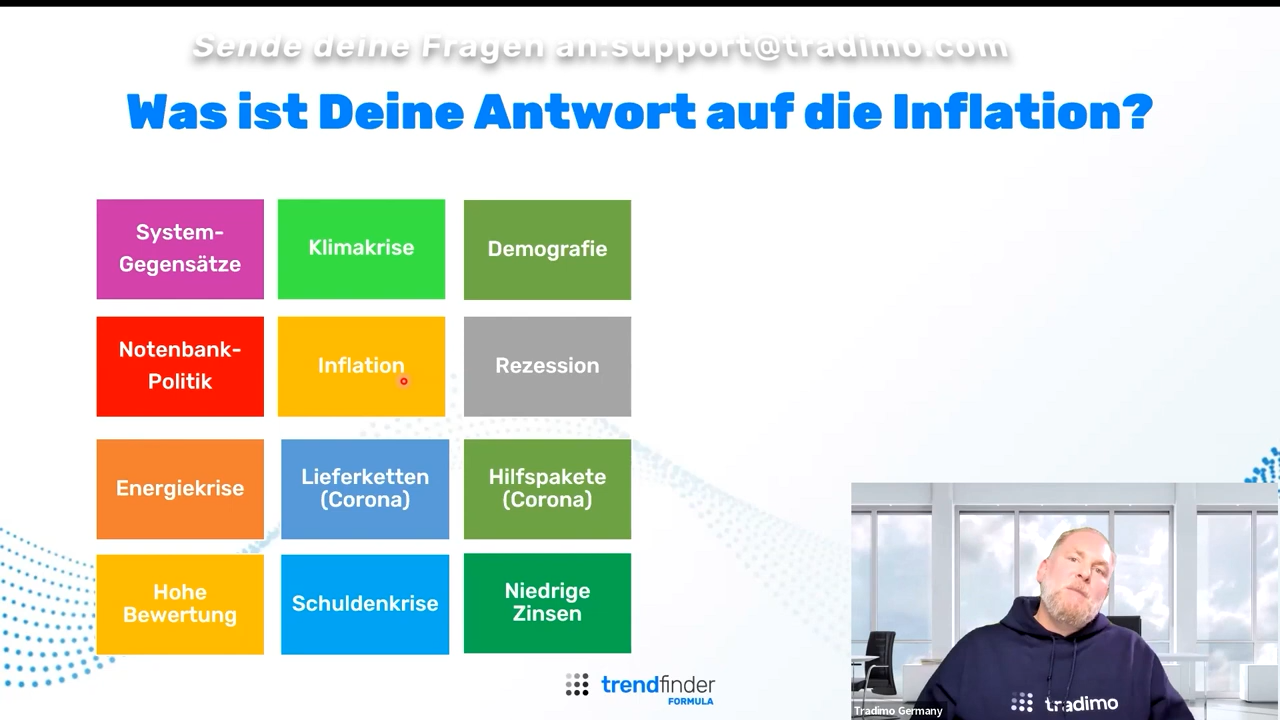 Sende deine Fragen an:support@tradimo.com
Was ist Deine Antwort auf die Inflation?
System-
Gegensätze
Klimakrise
Demografie
Notenbank-
Politik
Inflation
Rezession
Energiekrise
Lieferketten
(Corona)
Hilfspakete
(Corona)
Hohe
Bewertung
Schuldenkrise
Niedrige
Zinsen
trendfinder
FORMULA
tradimo
Tradimo Germany